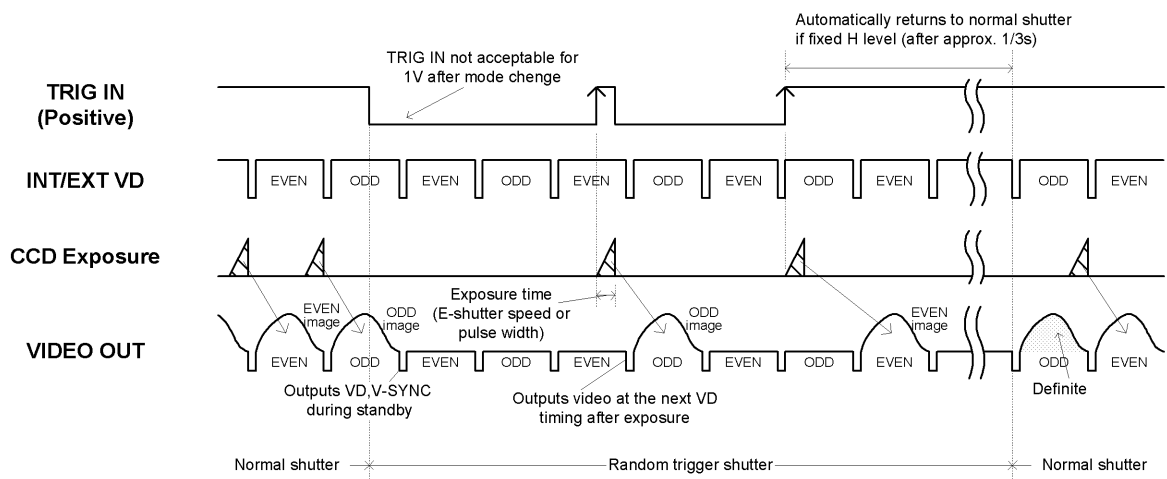 Automatically returns to normal shutter
if fixed H level (after approx. 1/3s)
TRIG IN not acceptable for
1V after mode chenge
TRIG IN
(Positive)
INT/EXT VD
EVEN ODD EVEN ODD EVEN ODD EVEN ODD EVEN ODD EVEN
CCD Exposure
Exposure time
(E-shutter speed or
pulse width)
EVEN
image
ODD
image
ODD
image
EVEN
image
VIDEO OUT
EVEN ODD EVEN ODD EVEN ODD EVEN ODD EVEN ODD EVEN
Outputs VD,V-SYNC
during standby
Outputs video at the next VD
timing after exposure
Definite
Normal shutter Random trigger shutter Normal shutter